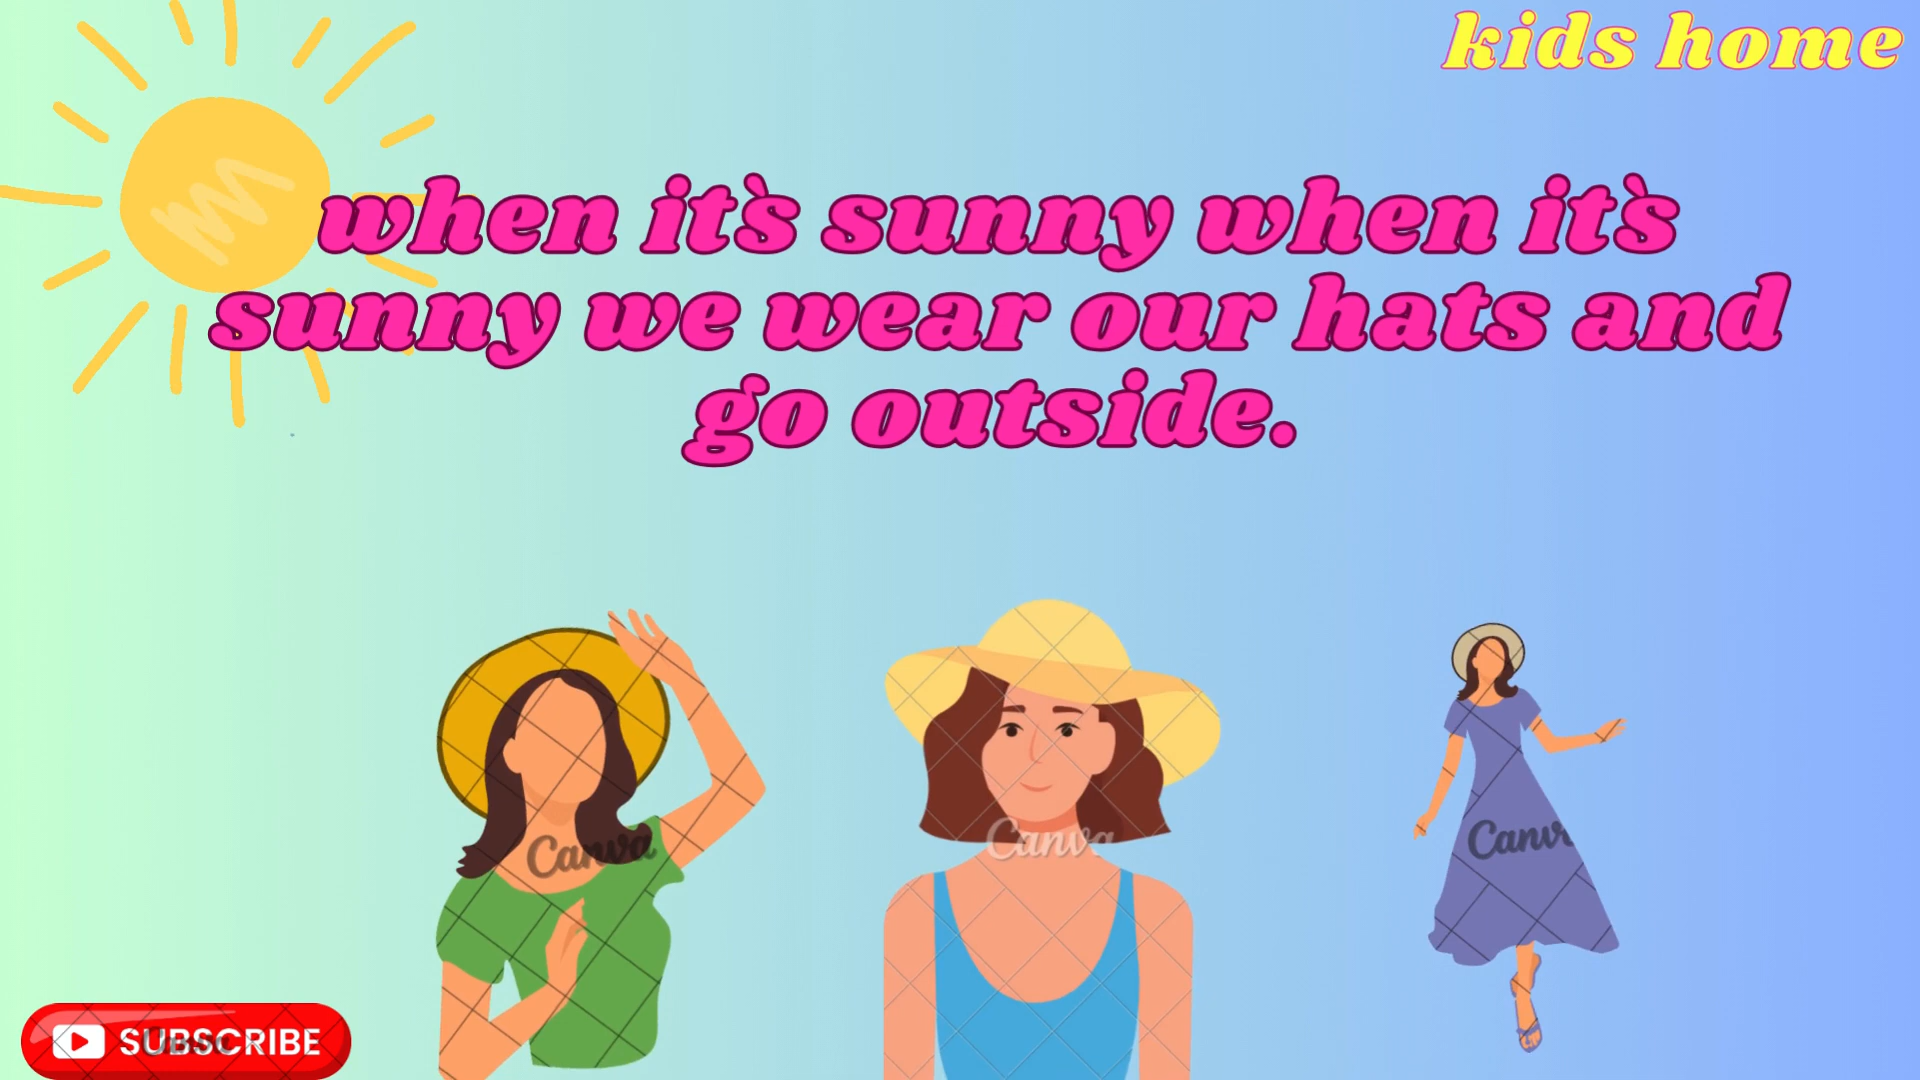 kids home
when it`s sunny when it`s
sunny we wear our hats and
go outside.
Canva
Canva
Canv
SUBSCRIBE